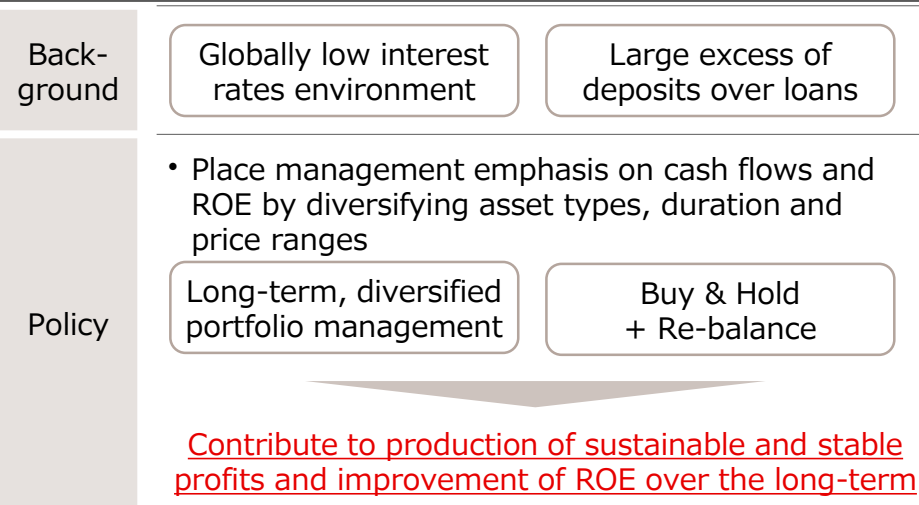 Back-
ground
Globally low interest
rates environment
Large excess of
deposits over loans
Policy
• Place management emphasis on cash flows and
ROE by diversifying asset types, duration and
price ranges
Long-term, diversified
portfolio management
Buy & Hold
+ Re-balance
Contribute to production of sustainable and stable
profits and improvement of ROE over the long-term